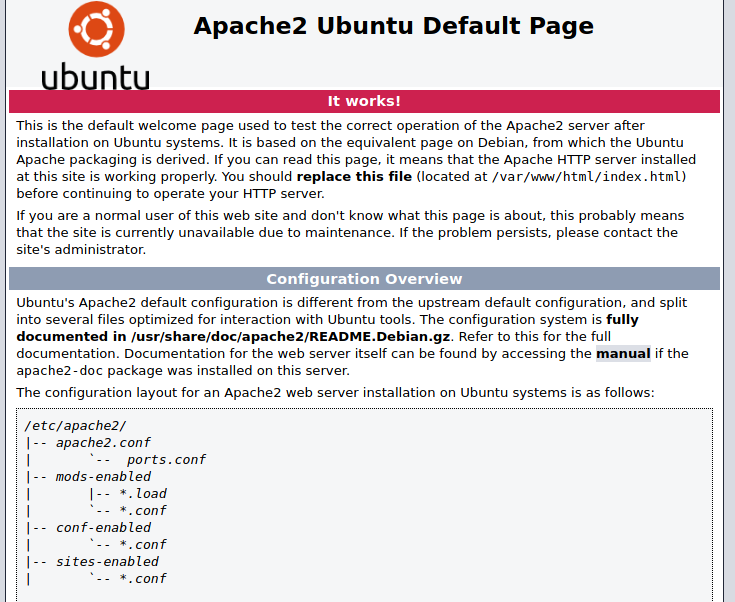 ubuntu
Apache2 Ubuntu Default Page
It works!
This is the default welcome page used to test the correct operation of the Apache2 server after
installation on Ubuntu systems. It is based on the equivalent page on Debian, from which the Ubuntu
Apache packaging is derived. If you can read this page, it means that the Apache HTTP server installed
at this site is working properly. You should replace this file (located at /var/www/html/index.html)
before continuing to operate your HTTP server.
If you are a normal user of this web site and don't know what this page is about, this probably means
that the site is currently unavailable due to maintenance. If the problem persists, please contact the
site's administrator.
Configuration Overview
Ubuntu's Apache2 default configuration is different from the upstream default configuration, and split
into several files optimized for interaction with Ubuntu tools. The configuration system is fully
documented in /usr/share/doc/apache2/README.Debian.gz. Refer to this for the full
documentation. Documentation for the web server itself can be found by accessing the manual if the
apache2-doc package was installed on this server.
The configuration layout for an Apache2 web server installation on Ubuntu systems is as follows:
/etc/apache2/
|-- apache2.conf
|       `--  ports.conf
|-- mods-enabled
|       |-- *.load
|       `-- *.conf
|-- conf-enabled
|       `-- *.conf
|-- sites-enabled
|       `-- *.conf